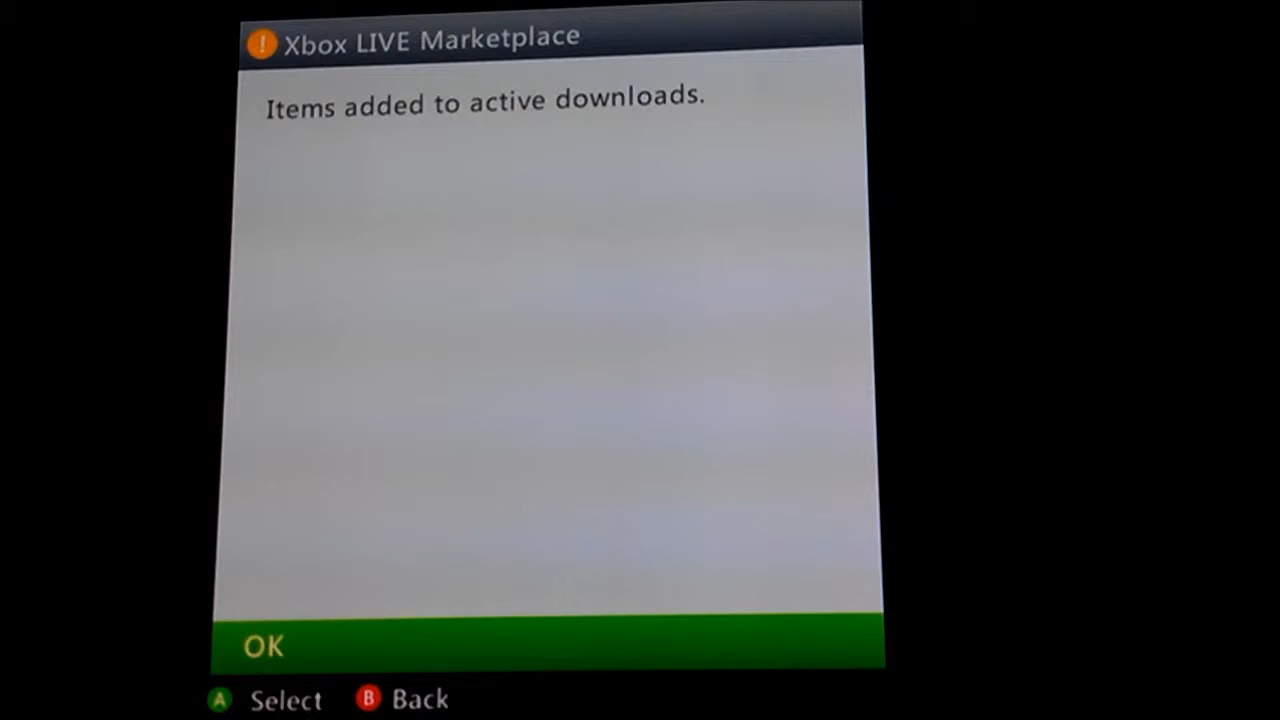 ! Xbox LIVE Marketplace
Items added to active downloads.
OK
A Select B Back